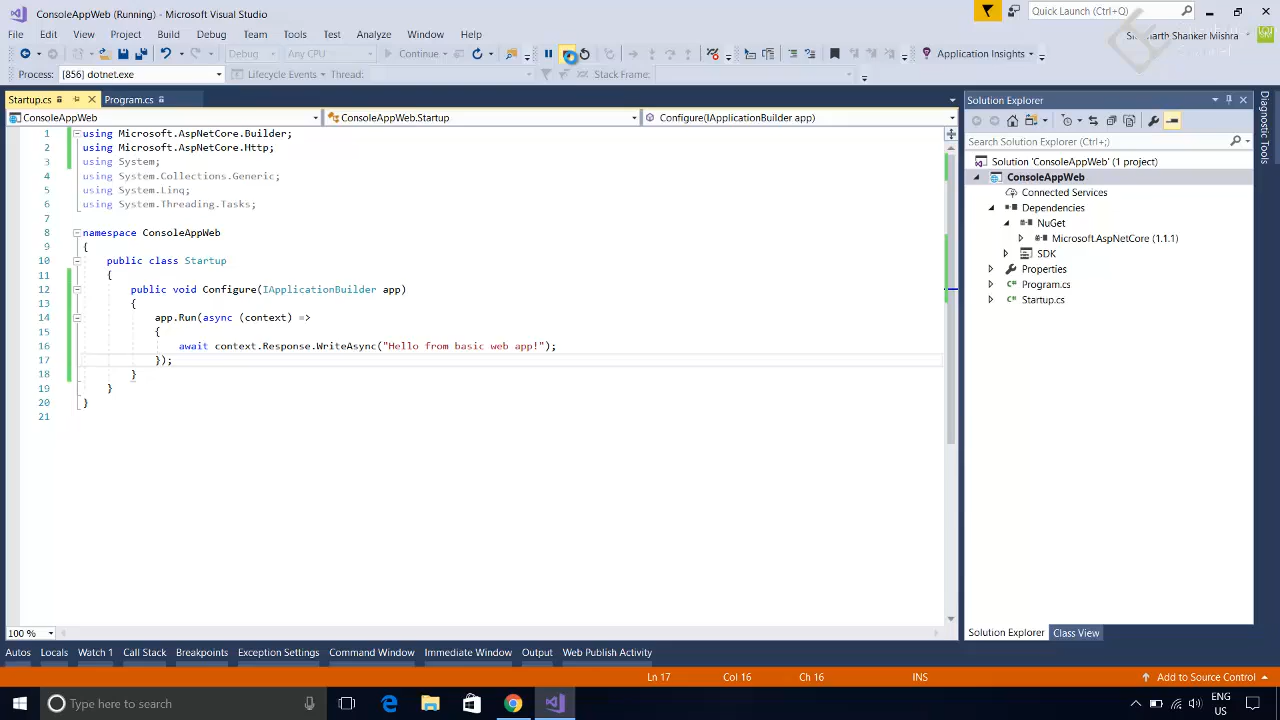 ConsoleAppWeb (Running) - Microsoft Visual Studio
Quick Launch (Ctrl+Q)
File Edit View Project Build Debug Team Tools Test Analyze Window Help
Shanker Mishra
Debug Any CPU Continue Application Insights
Process: [856] dotnet.exe Lifecycle Events Thread: Stack Frame:
Startup.cs Program.cs
ConsoleAppWeb ConsoleAppWeb.Startup Configure(IApplicationBuilder app)
1 using Microsoft.AspNetCore.Builder;
2 using Microsoft.AspNetCore.Http;
3 using System;
4 using System.Collections.Generic;
5 using System.Linq;
6 using System.Threading.Tasks;
7
8 namespace ConsoleAppWeb
9 {
10 public class Startup
11 {
12 public void Configure(IApplicationBuilder app)
13 {
14 app.Run(async (context) =>
15 {
16 await context.Response.WriteAsync("Hello from basic web app!");
17 });
18 }
19 }
20 }
21
100 %
Solution Explorer
Search Solution Explorer (Ctrl+;)
Solution 'ConsoleAppWeb' (1 project)
ConsoleAppWeb
Connected Services
Dependencies
NuGet
Microsoft.AspNetCore (1.1.1)
SDK
Properties
Program.cs
Startup.cs
Solution Explorer Class View
Diagnostic Tools
Autos Locals Watch 1 Call Stack Breakpoints Exception Settings Command Window Immediate Window Output Web Publish Activity
Ln 17 Col 16 Ch 16 INS Add to Source Control
Type here to search
ENG
US